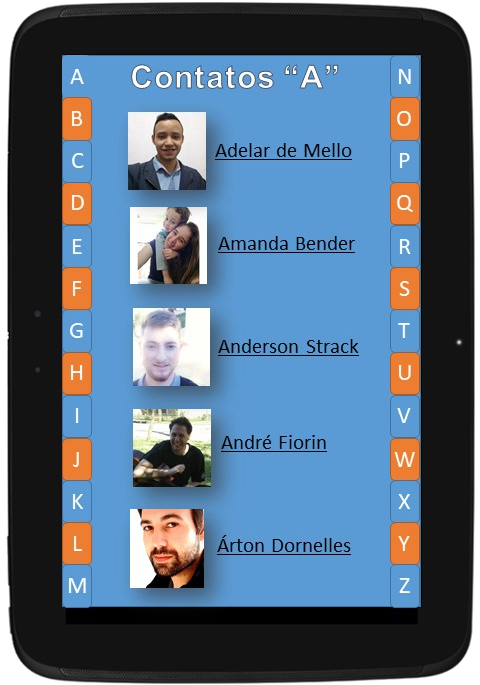 Contatos “A”
A
B
C
D
E
F
G
H
I
J
K
L
M
Adelar de Mello
Amanda Bender
Anderson Strack
André Fiorin
Árton Dornelles
N
O
P
Q
R
S
T
U
V
W
X
Y
Z